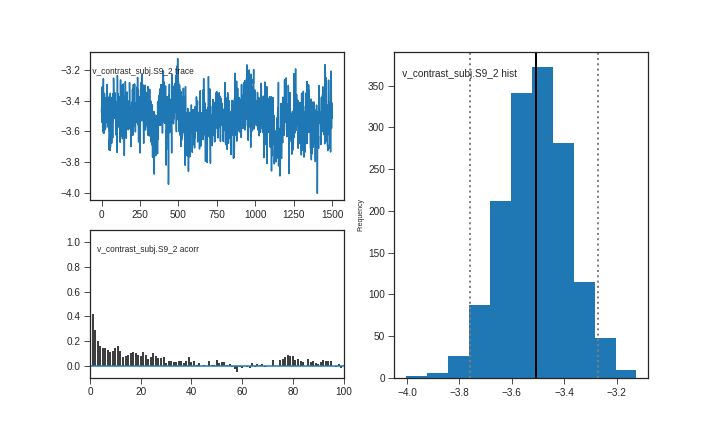 v_contrast_subj.S9_2 trace
−3.2
−3.4
−3.6
−3.8
−4.0
0 250 500 750 1000 1250 1500
v_contrast_subj.S9_2 acorr
1.0
0.8
0.6
0.4
0.2
0.0
0 20 40 60 80 100
v_contrast_subj.S9_2 hist
Frequency
350
300
250
200
150
100
50
0
−4.0 −3.8 −3.6 −3.4 −3.2